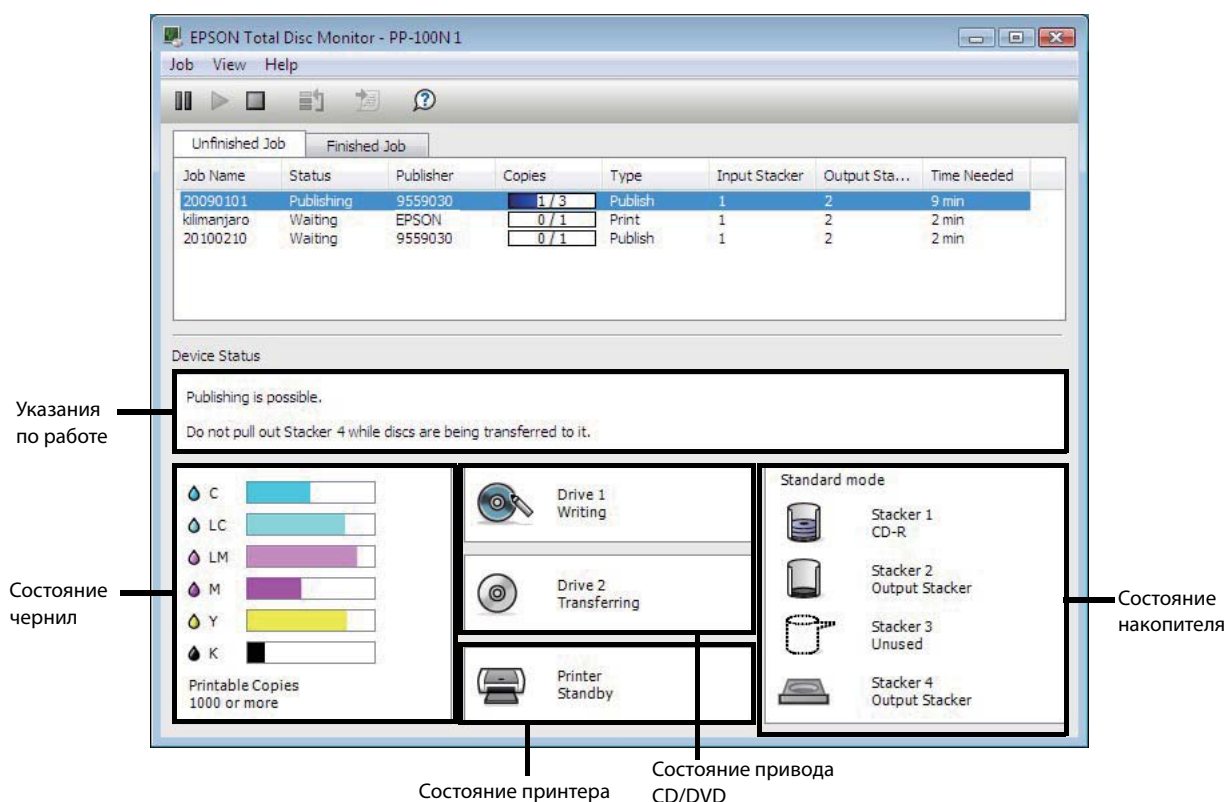 EPSON Total Disc Monitor - PP-100N 1
Job View Help
Unfinished Job Finished Job
Job Name Status Publisher Copies Type Input Stacker Output Sta... Time Needed
20090101 Publishing 9559030 1 / 3 Publish 1 2 9 min
kilimanjaro Waiting EPSON 0 / 1 Print 1 2 2 min
20100210 Waiting 9559030 0 / 1 Publish 1 2 2 min
Device Status
Publishing is possible.
Do not pull out Stacker 4 while discs are being transferred to it.
Указания
по работе
C
LC
LM
M
Y
K
Printable Copies
1000 or more
Состояние
чернил
Drive 1
Writing
Drive 2
Transferring
Printer
Standby
Standard mode
Stacker 1
CD-R
Stacker 2
Output Stacker
Stacker 3
Unused
Stacker 4
Output Stacker
Состояние
накопителя
Состояние принтера
Состояние привода
CD/DVD